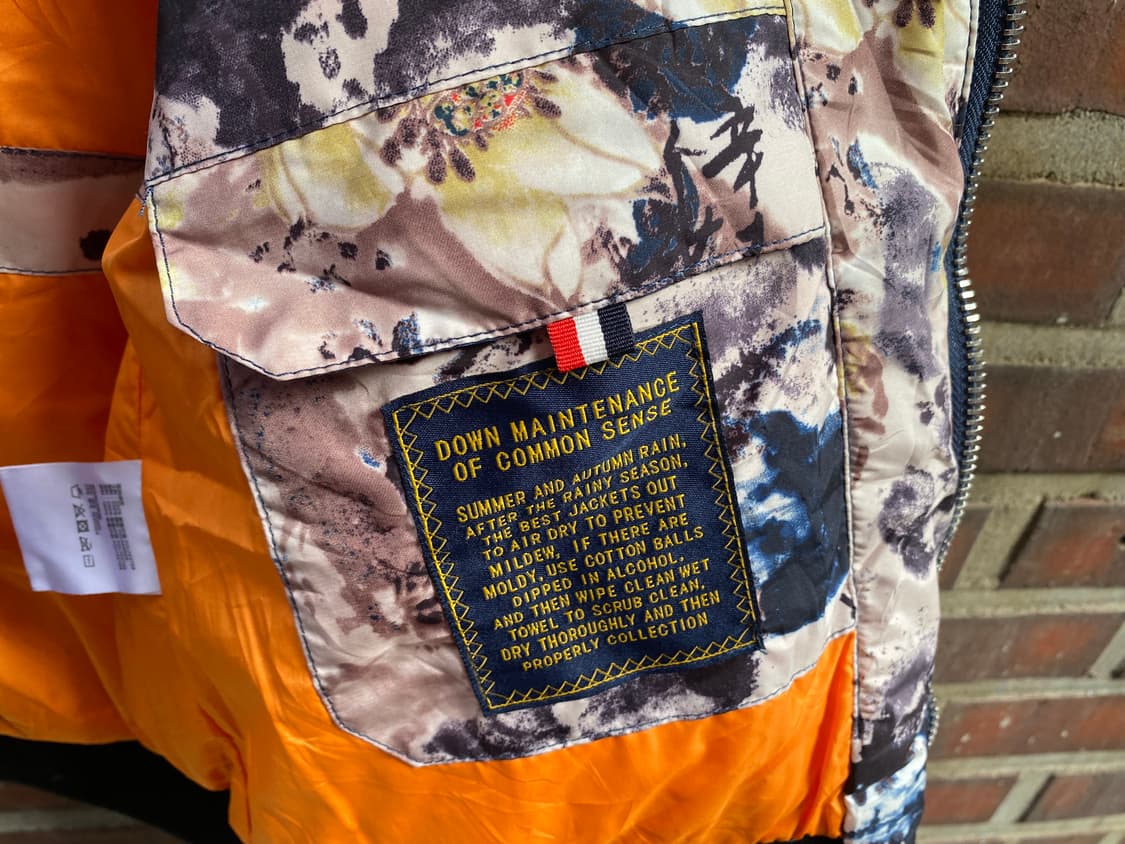 DOWN MAINTENANCE
OF COMMON SENSE
SUMMER AND AUTUMN RAIN,
AFTER THE RAINY SEASON,
THE BEST JACKETS OUT
TO AIR DRY TO PREVENT
MILDEW, IF THERE ARE
MOLDY, USE COTTON BALLS
DIPPED IN ALCOHOL,
AND THEN WIPE CLEAN WET
TOWEL TO SCRUB CLEAN,
DRY THOROUGHLY AND THEN
PROPERLY COLLECTION